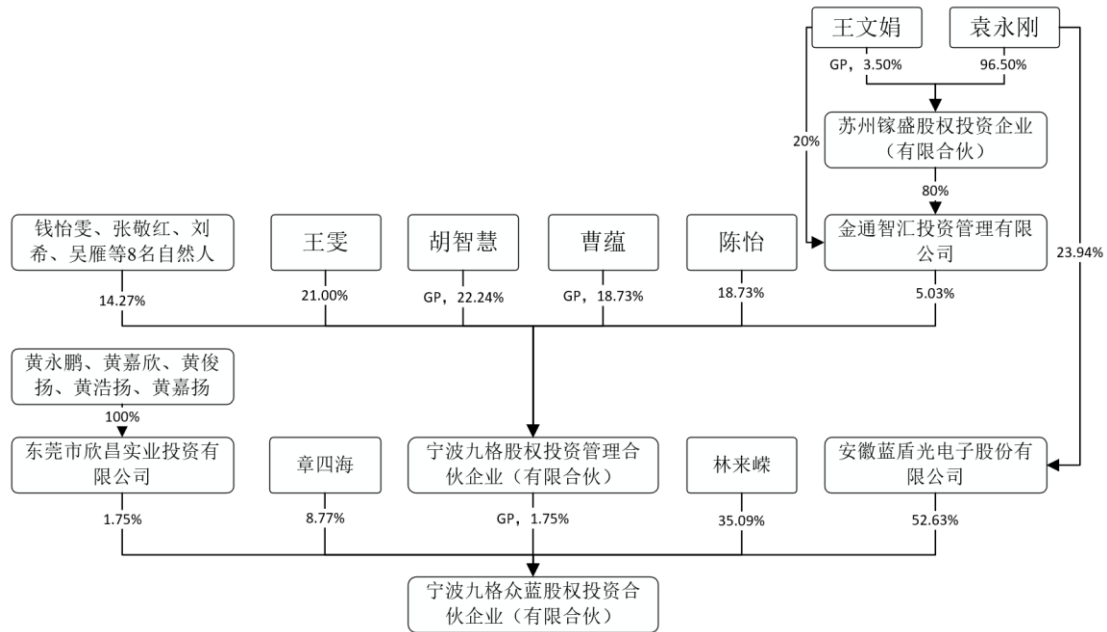 王文娟
袁永刚
GP，3.50%
96.50%
苏州镓盛股权投资企业
（有限合伙）
20%
80%
钱怡雯、张敬红、刘
希、吴雁等8名自然人
王雯
胡智慧
曹蕴
陈怡
金通智汇投资管理有限
公司
23.94%
14.27%
21.00%
GP，22.24%
GP，18.73%
18.73%
5.03%
黄永鹏、黄嘉欣、黄俊
扬、黄浩扬、黄嘉扬
100%
东莞市欣昌实业投资有
限公司
章四海
宁波九格股权投资管理合
伙企业（有限合伙）
林来嵘
安徽蓝盾光电子股份有
限公司
1.75%
8.77%
GP，1.75%
35.09%
52.63%
宁波九格众蓝股权投资合
伙企业（有限合伙）